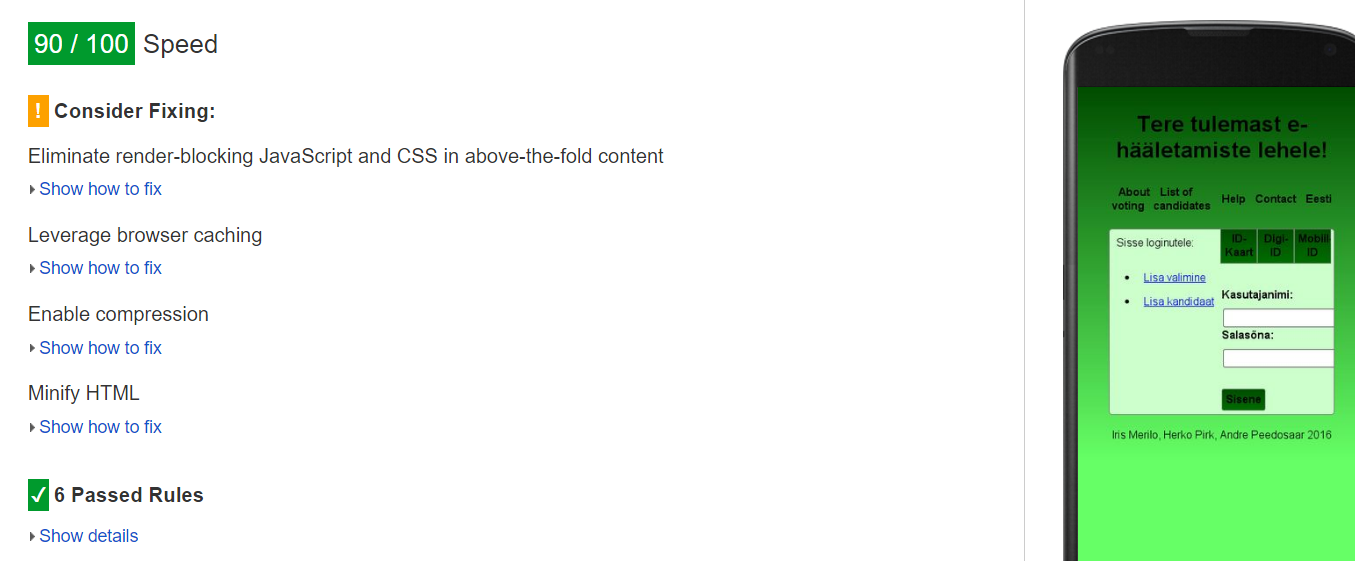 90 / 100 Speed
! Consider Fixing:
Eliminate render-blocking JavaScript and CSS in above-the-fold content
Show how to fix
Leverage browser caching
Show how to fix
Enable compression
Show how to fix
Minify HTML
Show how to fix
6 Passed Rules
Show details
Tere tulemast e-
hääletamiste lehele!
About voting List of candidates Help Contact Eesti
Sisse loginutele:
Lisa valimine
Lisa kandidaat
ID-Kaart Digi-ID Mobiil-ID
Kasutajanimi:
Salasõna:
Sisene
Iris Merilo, Herko Pirk, Andre Peedosaar 2016